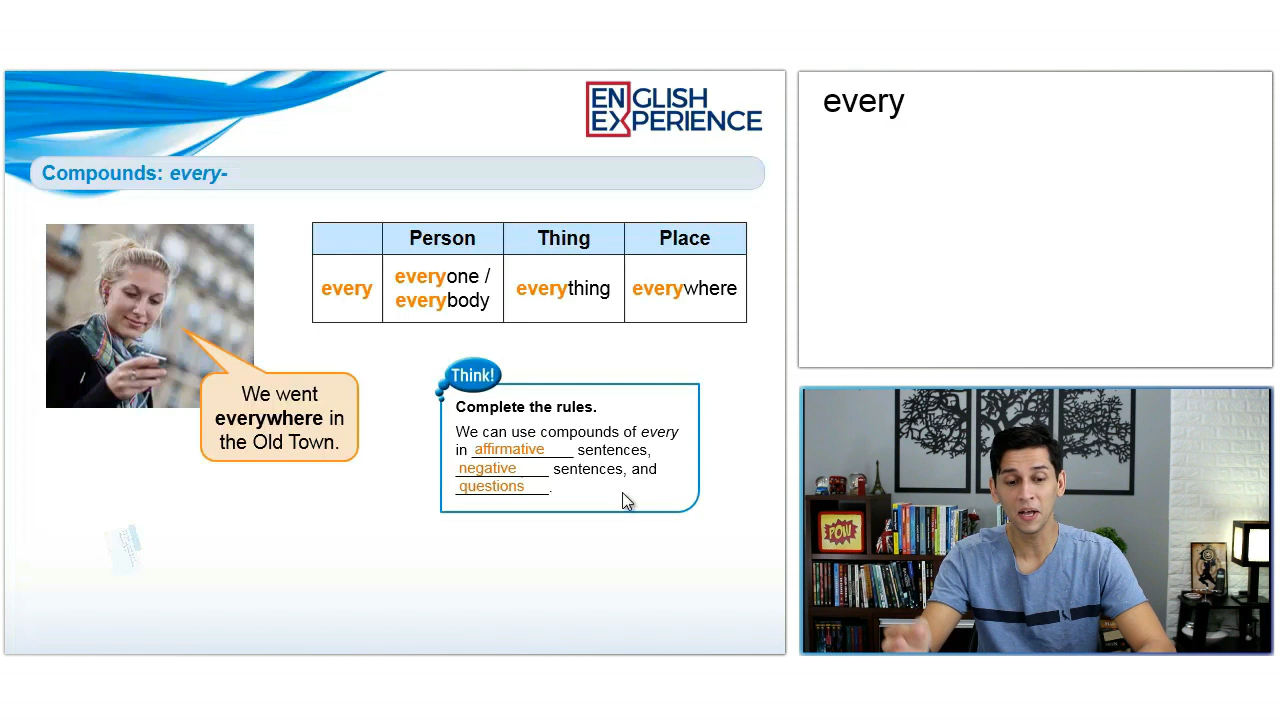 ENGLISH
EXPERIENCE
Compounds: every-
Person Thing Place
every everyone / everybody everything everywhere
We went
everywhere in
the Old Town.
Think!
Complete the rules.
We can use compounds of every
in affirmative sentences,
negative sentences, and
questions.
every
POW